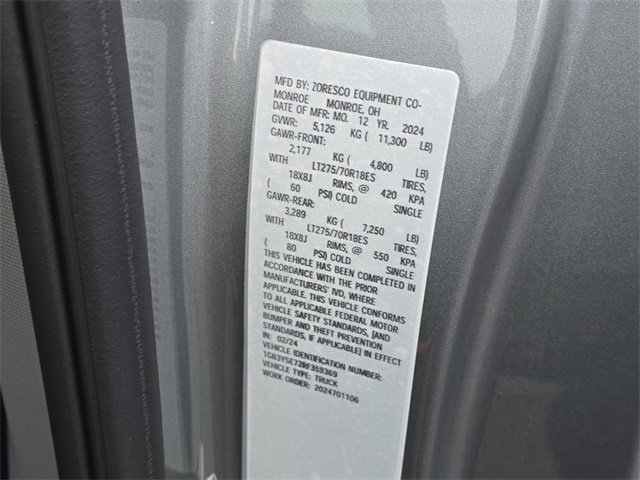 MFD BY: ZORESCO EQUIPMENT CO-
MONROE MONROE, OH
DATE OF MFR: MO. 12 YR. 2024
GVWR: 5,126 KG ( 11,300 LB)
GAWR-FRONT:
2,177 KG ( 4,800 LB)
WITH LT275/70R18ES TIRES,
18X8J RIMS, @ 420 KPA
( 60 PSI) COLD SINGLE
GAWR-REAR:
3,289 KG ( 7,250 LB)
WITH LT275/70R18ES TIRES,
18X8J RIMS, @ 550 KPA
( 80 PSI) COLD SINGLE
THIS VEHICLE HAS BEEN COMPLETED IN
ACCORDANCE WITH THE PRIOR
MANUFACTURERS' IVD, WHERE
APPLICABLE. THIS VEHICLE CONFORMS
TO ALL APPLICABLE FEDERAL MOTOR
VEHICLE SAFETY STANDARDS, [AND
BUMPER AND THEFT PREVENTION
STANDARDS, IF APPLICABLE] IN EFFECT
IN: 02/24
VEHICLE IDENTIFICATION NUMBER:
1GB3YSE72RF359369
VEHICLE TYPE: TRUCK
WORK ORDER: 2024701106